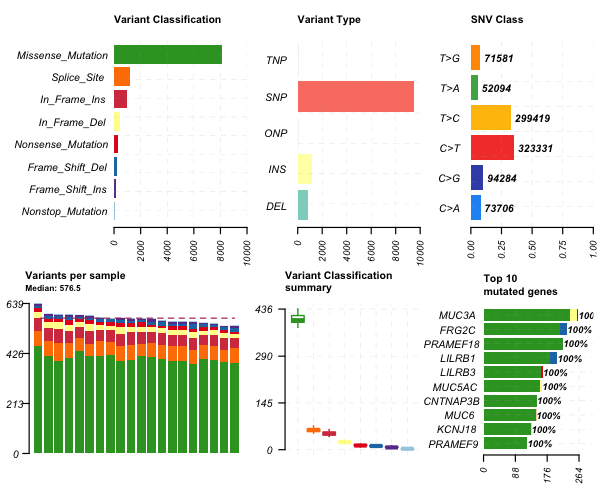 Variant Classification
Missense_Mutation
Splice_Site
In_Frame_Ins
In_Frame_Del
Nonsense_Mutation
Frame_Shift_Del
Frame_Shift_Ins
Nonstop_Mutation
0
2000
4000
6000
8000
10000
Variant Type
TNP
SNP
ONP
INS
DEL
0
2000
4000
6000
8000
10000
SNV Class
T>G 71581
T>A 52094
T>C 299419
C>T 323331
C>G 94284
C>A 73706
0.00
0.25
0.50
0.75
1.00
Variants per sample
Median: 576.5
639
426
213
0
Variant Classification
summary
436
290
145
0
Top 10
mutated genes
MUC3A 100
FRG2C 100%
PRAMEF18 100%
LILRB1 100%
LILRB3 100%
MUC5AC 100%
CNTNAP3B 100%
MUC6 100%
KCNJ18 100%
PRAMEF9 100%
0
88
176
264